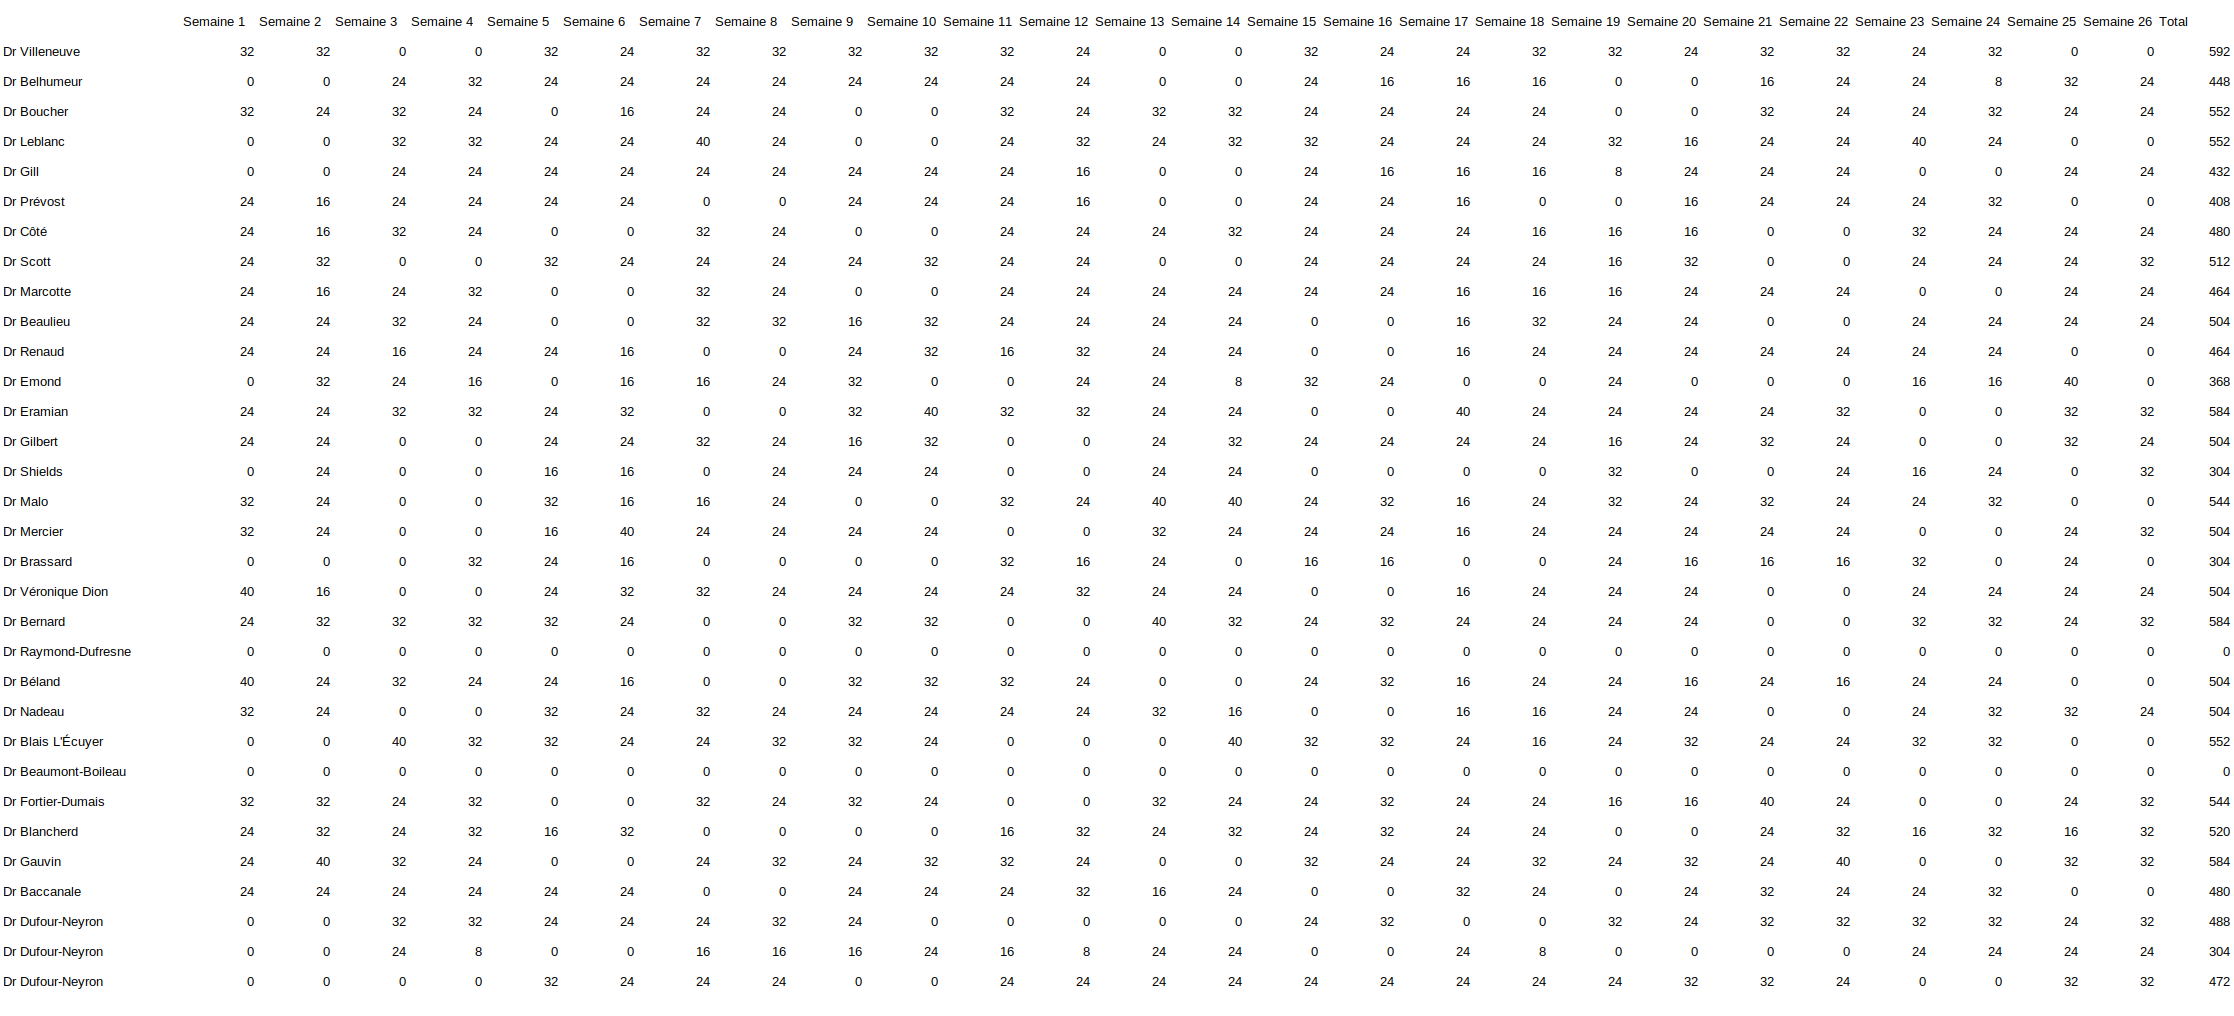 Semaine 1 Semaine 2 Semaine 3 Semaine 4 Semaine 5 Semaine 6 Semaine 7 Semaine 8 Semaine 9 Semaine 10 Semaine 11 Semaine 12 Semaine 13 Semaine 14 Semaine 15 Semaine 16 Semaine 17 Semaine 18 Semaine 19 Semaine 20 Semaine 21 Semaine 22 Semaine 23 Semaine 24 Semaine 25 Semaine 26 Total
Dr Villeneuve 32 32 0 0 32 24 32 32 32 32 32 24 0 0 32 24 24 32 32 24 32 32 24 32 0 0 592
Dr Belhumeur 0 0 24 32 24 24 24 24 24 24 24 24 0 0 24 16 16 16 0 0 16 24 24 8 32 24 448
Dr Boucher 32 24 32 24 0 16 24 24 0 0 32 24 32 32 24 24 24 24 0 0 32 24 24 32 24 24 552
Dr Leblanc 0 0 32 32 24 24 40 24 0 0 24 32 24 32 32 24 24 24 32 16 24 24 40 24 0 0 552
Dr Gill 0 0 24 24 24 24 24 24 24 24 24 16 0 0 24 16 16 16 8 24 24 24 0 0 24 24 432
Dr Prévost 24 16 24 24 24 24 0 0 24 24 24 16 0 0 24 24 16 0 0 16 24 24 24 32 0 0 408
Dr Côté 24 16 32 24 0 0 32 24 0 0 24 24 24 32 24 24 24 16 16 16 0 0 32 24 24 24 480
Dr Scott 24 32 0 0 32 24 24 24 24 32 24 24 0 0 24 24 24 24 16 32 0 0 24 24 24 32 512
Dr Marcotte 24 16 24 32 0 0 32 24 0 0 24 24 24 24 24 24 16 16 16 24 24 24 0 0 24 24 464
Dr Beaulieu 24 24 32 24 0 0 32 32 16 32 24 24 24 24 0 0 16 32 24 24 0 0 24 24 24 24 504
Dr Renaud 24 24 16 24 24 16 0 0 24 32 16 32 24 24 0 0 16 24 24 24 24 24 24 24 0 0 464
Dr Emond 0 32 24 16 0 16 16 24 32 0 0 24 24 8 32 24 0 0 24 0 0 0 16 16 40 0 368
Dr Eramian 24 24 32 32 24 32 0 0 32 40 32 32 24 24 0 0 40 24 24 24 24 32 0 0 32 32 584
Dr Gilbert 24 24 0 0 24 24 32 24 16 32 0 0 24 32 24 24 24 24 16 24 32 24 0 0 32 24 504
Dr Shields 0 24 0 0 16 16 0 24 24 24 0 0 24 24 0 0 0 0 32 0 0 24 16 24 0 32 304
Dr Malo 32 24 0 0 32 16 16 24 0 0 32 24 40 40 24 32 16 24 32 24 32 24 24 32 0 0 544
Dr Mercier 32 24 0 0 16 40 24 24 24 24 0 0 32 24 24 24 16 24 24 24 24 24 0 0 24 32 504
Dr Brassard 0 0 0 32 24 16 0 0 0 0 32 16 24 0 16 16 0 0 24 16 16 16 32 0 24 0 304
Dr Véronique Dion 40 16 0 0 24 32 32 24 24 24 24 32 24 24 0 0 16 24 24 24 0 0 24 24 24 24 504
Dr Bernard 24 32 32 32 32 24 0 0 32 32 0 0 40 32 24 32 24 24 24 24 0 0 32 32 24 32 584
Dr Raymond-Dufresne 0 0 0 0 0 0 0 0 0 0 0 0 0 0 0 0 0 0 0 0 0 0 0 0 0 0 0
Dr Béland 40 24 32 24 24 16 0 0 32 32 32 24 0 0 24 32 16 24 24 16 24 16 24 24 0 0 504
Dr Nadeau 32 24 0 0 32 24 32 24 24 24 24 24 32 16 0 0 16 16 24 24 0 0 24 32 32 24 504
Dr Blais L'Écuyer 0 0 40 32 32 24 24 32 32 24 0 0 0 40 32 32 24 16 24 32 24 24 32 32 0 0 552
Dr Beaumont-Boileau 0 0 0 0 0 0 0 0 0 0 0 0 0 0 0 0 0 0 0 0 0 0 0 0 0 0 0
Dr Fortier-Dumais 32 32 24 32 0 0 32 24 32 24 0 0 32 24 24 32 24 24 16 16 40 24 0 0 24 32 544
Dr Blancherd 24 32 24 32 16 32 0 0 0 0 16 32 24 32 24 32 24 24 0 0 24 32 16 32 16 32 520
Dr Gauvin 24 40 32 24 0 0 24 32 24 32 32 24 0 0 32 24 24 32 24 32 24 40 0 0 32 32 584
Dr Baccanale 24 24 24 24 24 24 0 0 24 24 24 32 16 24 0 0 32 24 0 24 32 24 24 32 0 0 480
Dr Dufour-Neyron 0 0 32 32 24 24 24 32 24 0 0 0 0 0 24 32 0 0 32 24 32 32 32 32 24 32 488
Dr Dufour-Neyron 0 0 24 8 0 0 16 16 16 24 16 8 24 24 0 0 24 8 0 0 0 0 24 24 24 24 304
Dr Dufour-Neyron 0 0 0 0 32 24 24 24 0 0 24 24 24 24 24 24 24 24 24 32 32 24 0 0 32 32 472